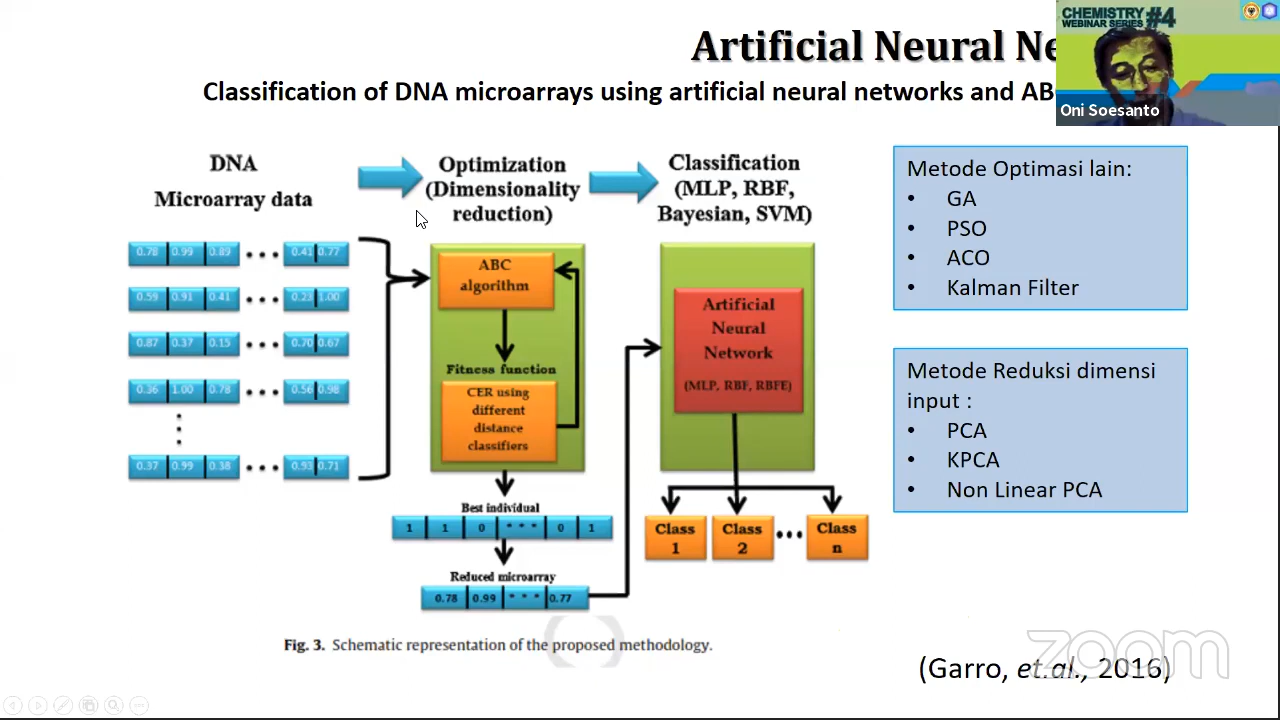 Artificial Neural Ne
Classification of DNA microarrays using artificial neural networks and AB
CHEMISTRY #4
WEBINAR SERIES
Oni Soesanto
DNA
Microarray data
Optimization
(Dimensionality
reduction)
Classification
(MLP, RBF,
Bayesian, SVM)
0.78 0.99 0.89 ••• 0.41 0.77
0.59 0.91 0.41 ••• 0.23 1.00
0.87 0.37 0.15 ••• 0.70 0.67
0.36 1.00 0.78 ••• 0.56 0.98
0.37 0.99 0.38 ••• 0.93 0.71
ABC
algorithm
Fitness function
CER using
different
distance
classifiers
Best individual
1 1 0 * * * 0 1
Reduced microarray
0.78 0.99 * * * 0.77
Artificial
Neural
Network
(MLP, RBF, RBFE)
Class
1
Class
2
•••
Class
n
Metode Optimasi lain:
• GA
• PSO
• ACO
• Kalman Filter
Metode Reduksi dimensi
input :
• PCA
• KPCA
• Non Linear PCA
Fig. 3. Schematic representation of the proposed methodology.
zoom
(Garro, et.al., 2016)